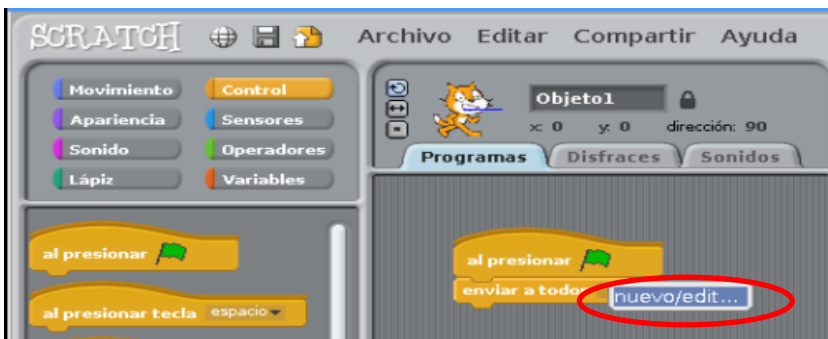 SCRATCH Archivo Editar Compartir Ayuda
Movimiento Control
Apariencia Sensores
Sonido Operadores
Lápiz Variables
Objeto1
x: 0 y: 0 dirección: 90
Programas Disfraces Sonidos
al presionar
al presionar tecla espacio
al presionar
enviar a todos nuevo/edit...